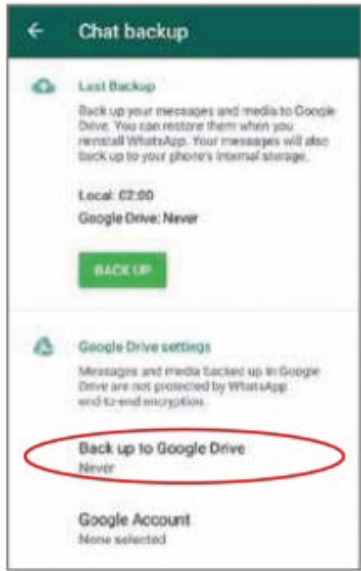 Chat backup
Last Backup
Back up your messages and media to Google
Drive. You can restore them when you
reinstall WhatsApp. Your messages will also
back up to your phone's internal storage.
Local: 02:00
Google Drive: Never
BACK UP
Google Drive settings
Messages and media backed up in Google
Drive are not protected by WhatsApp
end-to-end encryption.
Back up to Google Drive
Never
Google Account
None selected